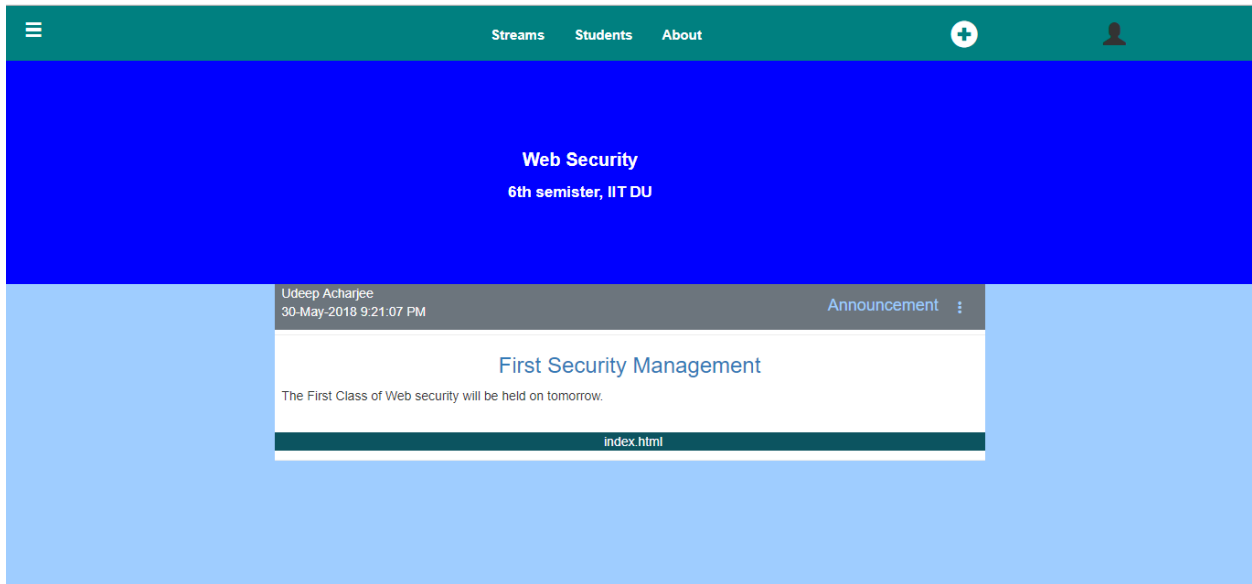 Streams Students About
Web Security
6th semister, IIT DU
Udeep Acharjee
30-May-2018 9:21:07 PM
Announcement
First Security Management
The First Class of Web security will be held on tomorrow.
index.html